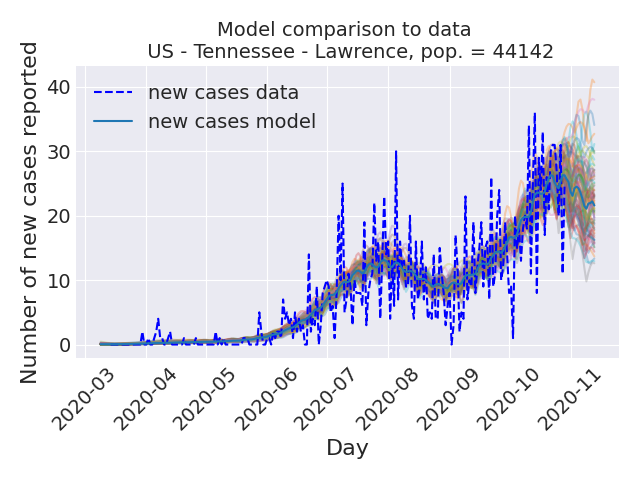 Model comparison to data
US - Tennessee - Lawrence, pop. = 44142
Number of new cases reported
40
30
20
10
0
new cases data
new cases model
2020-03
2020-04
2020-05
2020-06
2020-07
2020-08
2020-09
2020-10
2020-11
Day